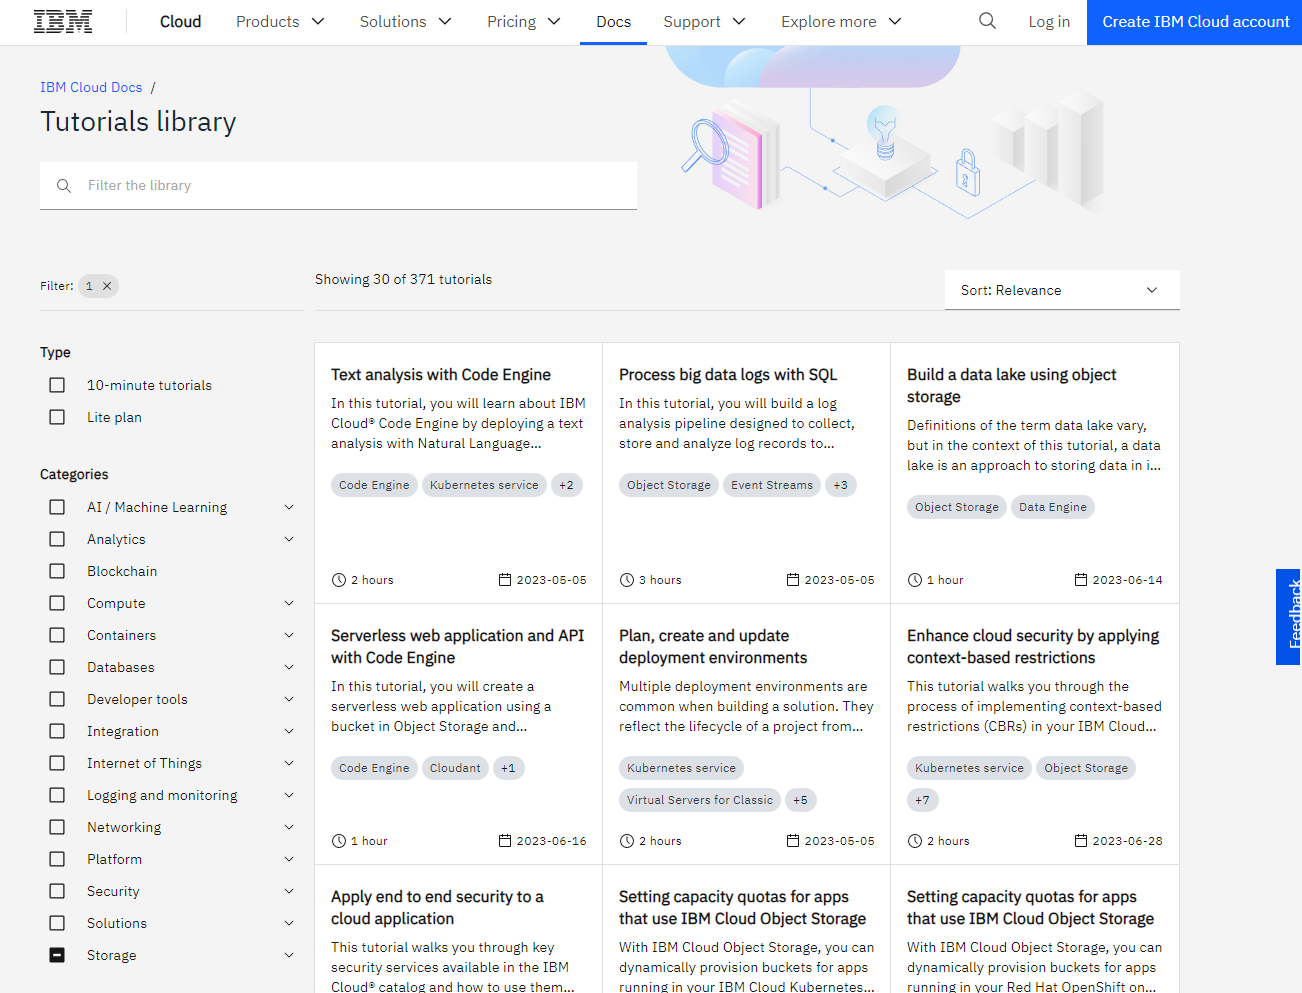 IBM
Cloud Products Solutions Pricing Docs Support Explore more Log in Create IBM Cloud account
IBM Cloud Docs /
Tutorials library
Filter the library
Filter: 1
Showing 30 of 371 tutorials
Sort: Relevance
Type
10-minute tutorials
Lite plan
Categories
AI / Machine Learning
Analytics
Blockchain
Compute
Containers
Databases
Developer tools
Integration
Internet of Things
Logging and monitoring
Networking
Platform
Security
Solutions
Storage
Text analysis with Code Engine
In this tutorial, you will learn about IBM
Cloud® Code Engine by deploying a text
analysis with Natural Language...
Code Engine Kubernetes service +2
2 hours 2023-05-05
Process big data logs with SQL
In this tutorial, you will build a log
analysis pipeline designed to collect,
store and analyze log records to...
Object Storage Event Streams +3
3 hours 2023-05-05
Build a data lake using object
storage
Definitions of the term data lake vary,
but in the context of this tutorial, a data
lake is an approach to storing data in i...
Object Storage Data Engine
1 hour 2023-06-14
Serverless web application and API
with Code Engine
In this tutorial, you will create a
serverless web application using a
bucket in Object Storage and...
Code Engine Cloudant +1
1 hour 2023-06-16
Plan, create and update
deployment environments
Multiple deployment environments are
common when building a solution. They
reflect the lifecycle of a project from...
Kubernetes service
Virtual Servers for Classic +5
2 hours 2023-05-05
Enhance cloud security by applying
context-based restrictions
This tutorial walks you through the
process of implementing context-based
restrictions (CBRs) in your IBM Cloud...
Kubernetes service Object Storage
+7
2 hours 2023-06-28
Apply end to end security to a
cloud application
This tutorial walks you through key
security services available in the IBM
Cloud® catalog and how to use them...
Setting capacity quotas for apps
that use IBM Cloud Object Storage
With IBM Cloud Object Storage, you can
dynamically provision buckets for apps
running in your IBM Cloud Kubernetes...
Setting capacity quotas for apps
that use IBM Cloud Object Storage
With IBM Cloud Object Storage, you can
dynamically provision buckets for apps
running in your Red Hat OpenShift on...
Feedback